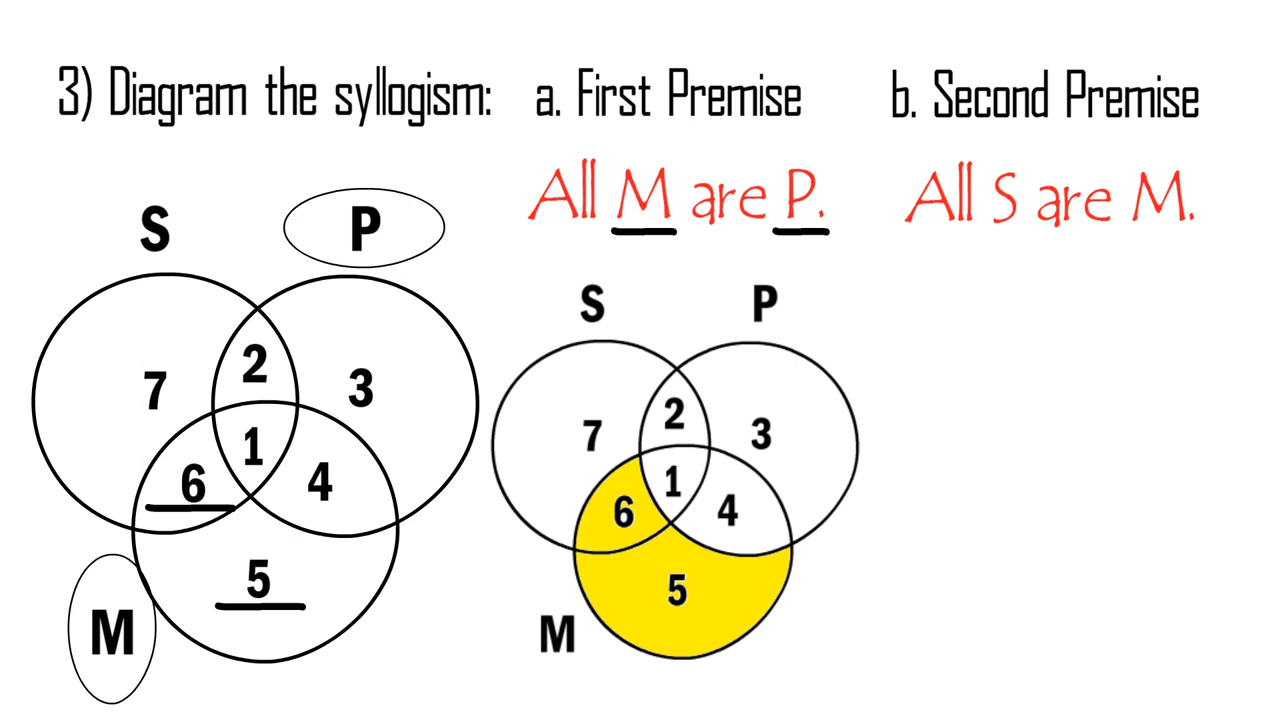 3) Diagram the syllogism: a. First Premise b. Second Premise
All M are P. All S are M.
S P
S P
7 2 3
7 2 3
1
6 4
1
6 4
5
5
M
M